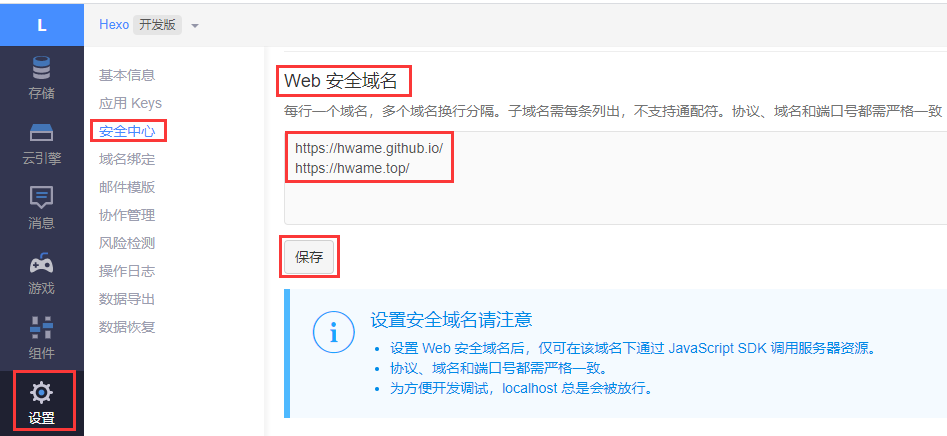 L
Hexo 开发版
存储
云引擎
消息
游戏
组件
设置
基本信息
应用 Keys
安全中心
域名绑定
邮件模版
协作管理
风险检测
操作日志
数据导出
数据恢复
Web 安全域名
每行一个域名，多个域名换行分隔。子域名需每条列出，不支持通配符。协议、域名和端口号都需严格一致
https://hwame.github.io/
https://hwame.top/
保存
设置安全域名请注意
• 设置 Web 安全域名后，仅可在该域名下通过 JavaScript SDK 调用服务器资源。
• 协议、域名和端口号都需严格一致。
• 为方便开发调试，localhost 总是会被放行。